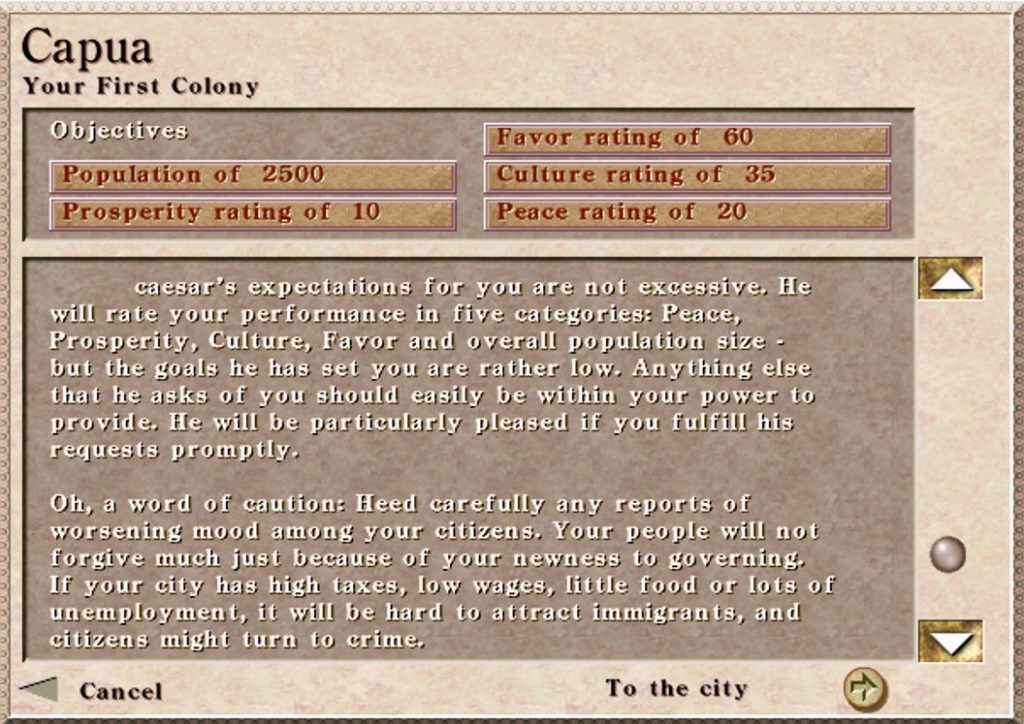 Capua
Your First Colony
Objectives
Favor rating of 60
Population of 2500
Culture rating of 35
Prosperity rating of 10
Peace rating of 20
caesar's expectations for you are not excessive. He
will rate your performance in five categories: Peace,
Prosperity, Culture, Favor and overall population size -
but the goals he has set you are rather low. Anything else
that he asks of you should easily be within your power to
provide. He will be particularly pleased if you fulfill his
requests promptly.
Oh, a word of caution: Heed carefully any reports of
worsening mood among your citizens. Your people will not
forgive much just because of your newness to governing.
If your city has high taxes, low wages, little food or lots of
unemployment, it will be hard to attract immigrants, and
citizens might turn to crime.
Cancel
To the city